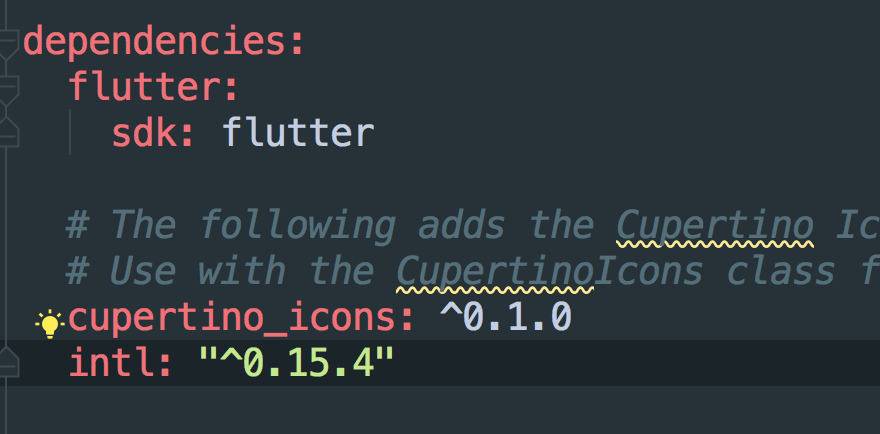 dependencies:
  flutter:
    sdk: flutter
  # The following adds the Cupertino Ic
  # Use with the CupertinoIcons class f
  cupertino_icons: ^0.1.0
  intl: "^0.15.4"